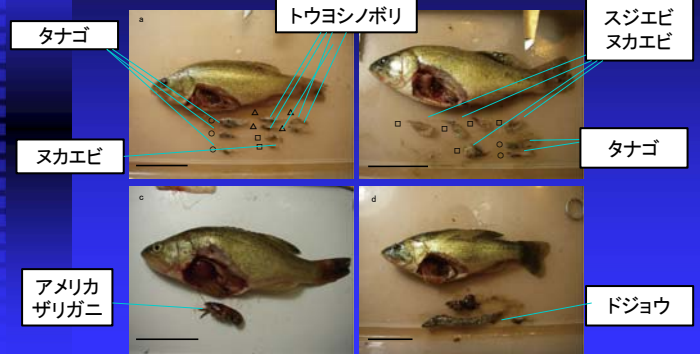 タナゴ
トウヨシノボリ
スジエビ
ヌカエビ
a
ヌカエビ
タナゴ
c
d
アメリカ
ザリガニ
ドジョウ